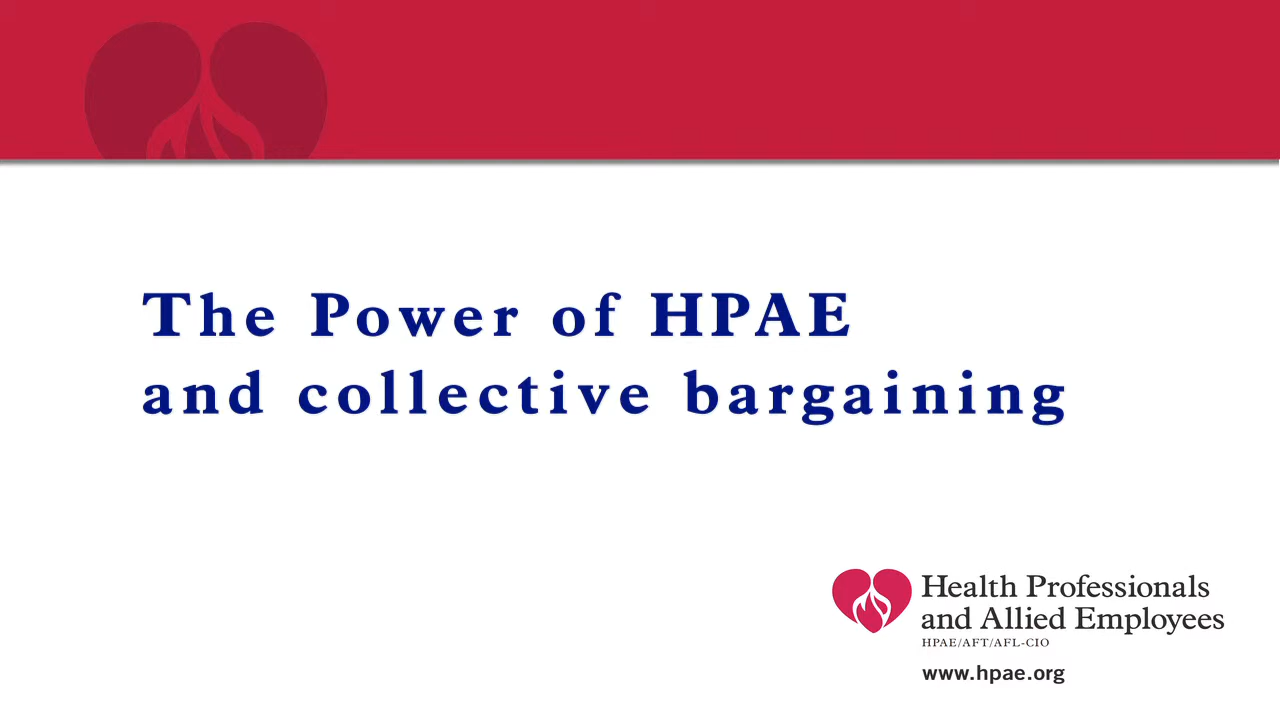 The Power of HPAE
and collective bargaining
Health Professionals
and Allied Employees
HPAE/AFT/AFL-CIO
www.hpae.org